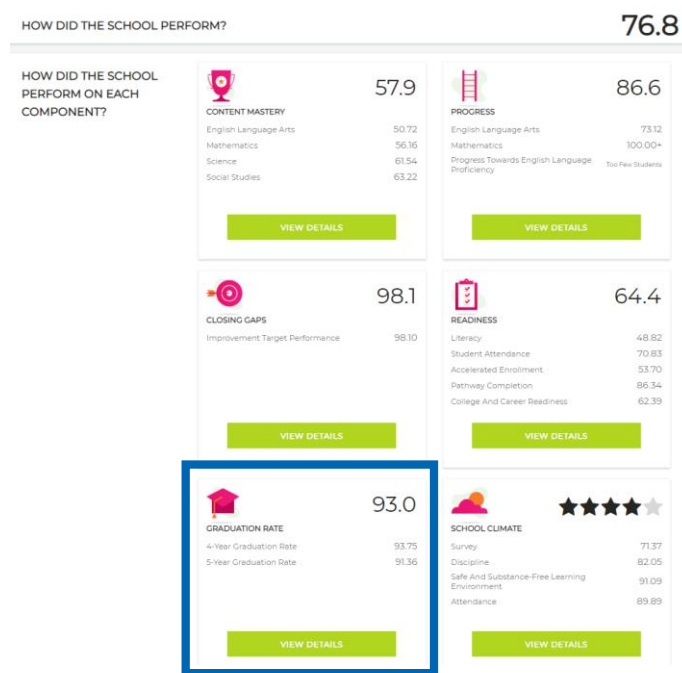 HOW DID THE SCHOOL PERFORM?
76.8
HOW DID THE SCHOOL
PERFORM ON EACH
COMPONENT?
57.9
CONTENT MASTERY
English Language Arts 50.72
Mathematics 56.16
Science 61.54
Social Studies 63.22
VIEW DETAILS
86.6
PROGRESS
English Language Arts 73.12
Mathematics 100.00+
Progress Towards English Language
Proficiency
Too Few Students
VIEW DETAILS
98.1
CLOSING GAPS
Improvement Target Performance 98.10
VIEW DETAILS
64.4
READINESS
Literacy 48.82
Student Attendance 70.83
Accelerated Enrollment 53.70
Pathway Completion 86.34
College And Career Readiness 62.39
VIEW DETAILS
93.0
GRADUATION RATE
4-Year Graduation Rate 93.75
5-Year Graduation Rate 91.36
VIEW DETAILS
SCHOOL CLIMATE
Survey 71.37
Discipline 82.05
Safe And Substance-Free Learning
Environment
91.09
Attendance 89.89
VIEW DETAILS